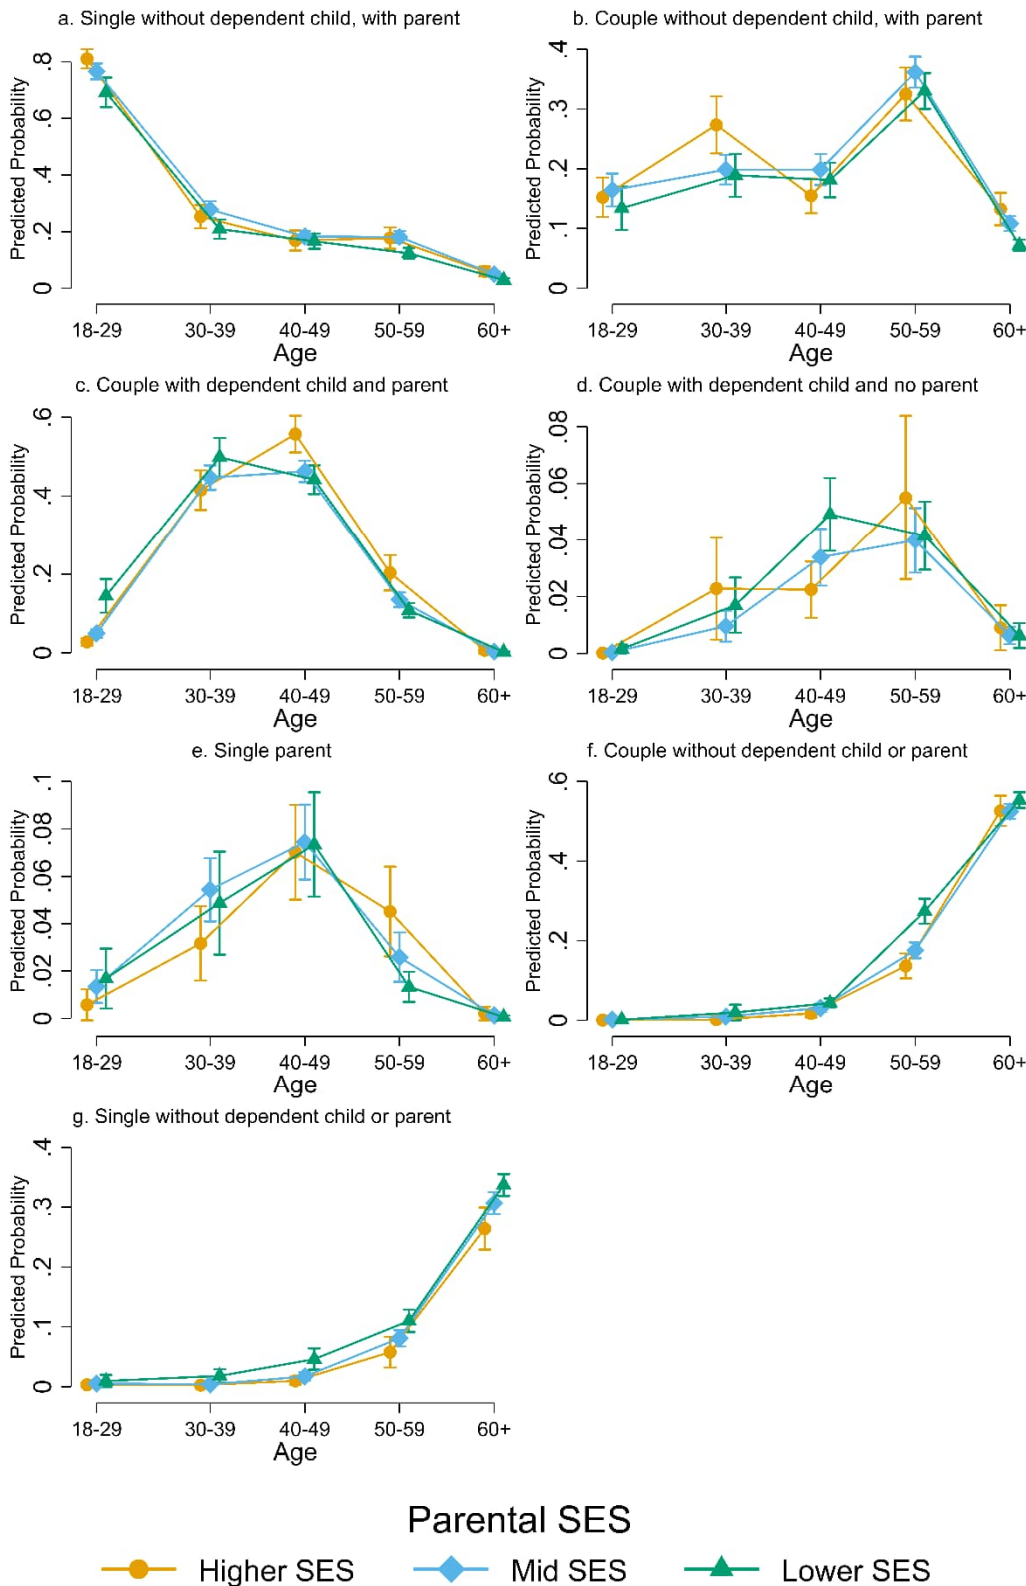 a. Single without dependent child, with parent
Predicted Probability
.8
.6
.4
.2
0
18-29 30-39 40-49 50-59 60+
Age
b. Couple without dependent child, with parent
Predicted Probability
.4
.3
.2
.1
0
18-29 30-39 40-49 50-59 60+
Age
c. Couple with dependent child and parent
Predicted Probability
.6
.4
.2
0
18-29 30-39 40-49 50-59 60+
Age
d. Couple with dependent child and no parent
Predicted Probability
.08
.06
.04
.02
0
18-29 30-39 40-49 50-59 60+
Age
e. Single parent
Predicted Probability
.1
.08
.06
.04
.02
0
18-29 30-39 40-49 50-59 60+
Age
f. Couple without dependent child or parent
Predicted Probability
.6
.4
.2
0
18-29 30-39 40-49 50-59 60+
Age
g. Single without dependent child or parent
Predicted Probability
.4
.3
.2
.1
0
18-29 30-39 40-49 50-59 60+
Age
Parental SES
Higher SES Mid SES Lower SES